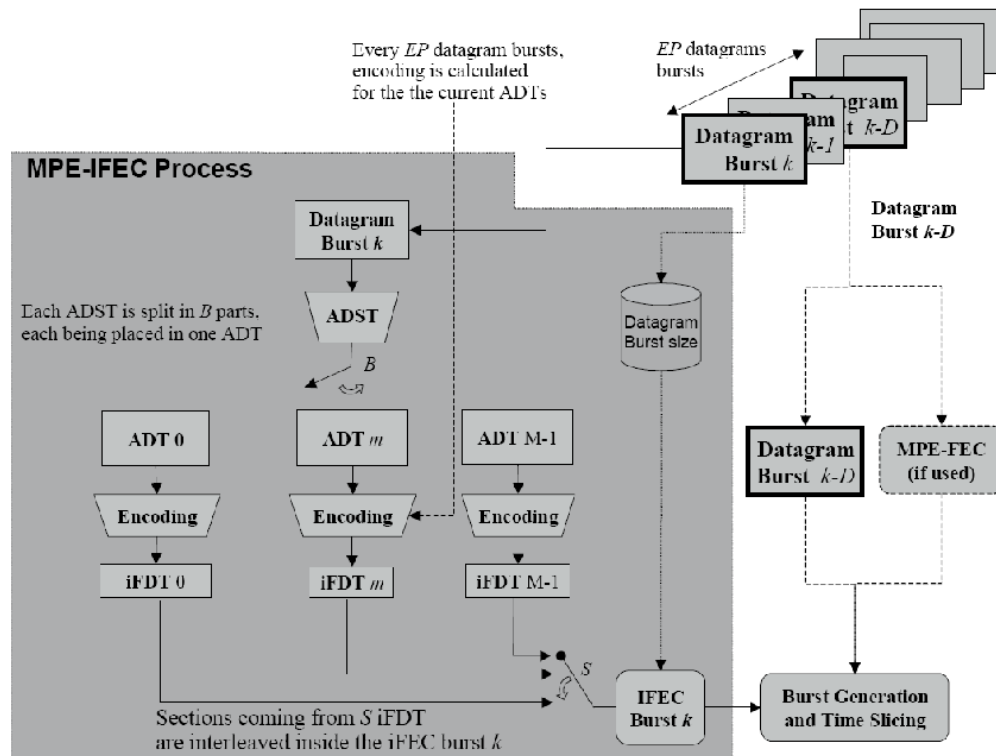 Every EP datagram bursts,
encoding is calculated
for the the current ADTs
EP datagrams
bursts
Datagram
Burst k-D
Datagram
k-1
Datagram
Burst k
MPE-IFEC Process
Datagram
Burst k-D
Datagram
Burst k
Each ADST is split in B parts,
each being placed in one ADT
ADST
B
Datagram
Burst size
ADT 0
ADT m
ADT M-1
Datagram
Burst k-D
MPE-FEC
(if used)
Encoding
Encoding
Encoding
iFDT 0
iFDT m
iFDT M-1
S
IFEC
Burst k
Burst Generation
and Time Slicing
Sections coming from S iFDT
are interleaved inside the iFEC burst k